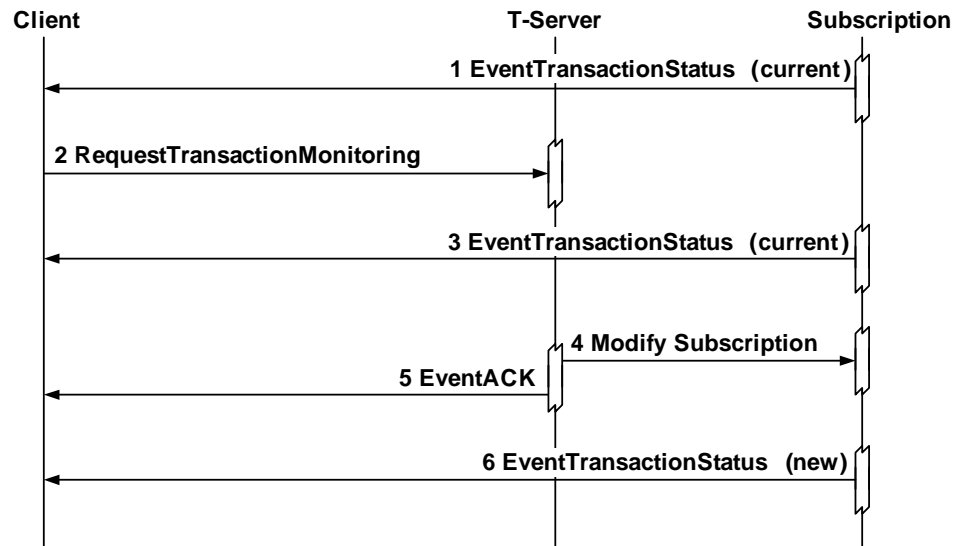 Client T-Server Subscription
1 EventTransactionStatus (current)
2 RequestTransactionMonitoring
3 EventTransactionStatus (current)
4 Modify Subscription
5 EventACK
6 EventTransactionStatus (new)